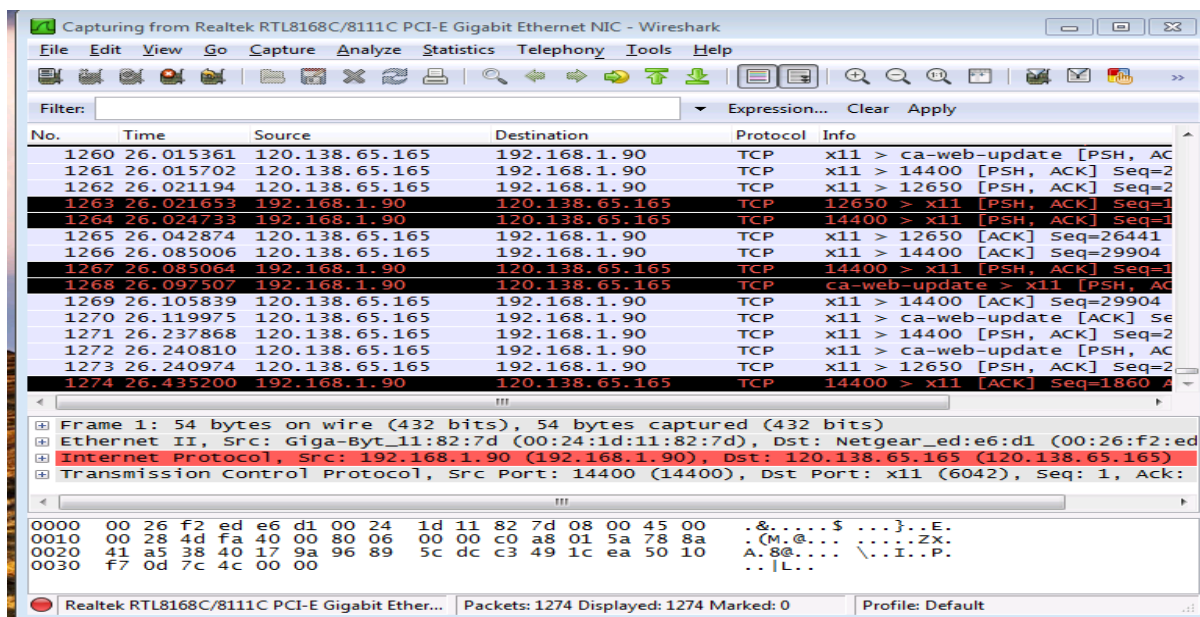 Capturing from Realtek RTL8168C/8111C PCI-E Gigabit Ethernet NIC - Wireshark
File Edit View Go Capture Analyze Statistics Telephony Tools Help
Filter: Expression... Clear Apply
No. Time Source Destination Protocol Info
1260 26.015361 120.138.65.165 192.168.1.90 TCP x11 > ca-web-update [PSH, AC
1261 26.015702 120.138.65.165 192.168.1.90 TCP x11 > 14400 [PSH, ACK] Seq=2
1262 26.021194 120.138.65.165 192.168.1.90 TCP x11 > 12650 [PSH, ACK] Seq=2
1263 26.021653 192.168.1.90 120.138.65.165 TCP 12650 > x11 [PSH, ACK] Seq=1
1264 26.024733 192.168.1.90 120.138.65.165 TCP 14400 > x11 [PSH, ACK] Seq=1
1265 26.042874 120.138.65.165 192.168.1.90 TCP x11 > 12650 [ACK] Seq=26441
1266 26.085006 120.138.65.165 192.168.1.90 TCP x11 > 14400 [ACK] Seq=29904
1267 26.085064 192.168.1.90 120.138.65.165 TCP 14400 > x11 [PSH, ACK] Seq=1
1268 26.097507 192.168.1.90 120.138.65.165 TCP ca-web-update > x11 [PSH, AC
1269 26.105839 120.138.65.165 192.168.1.90 TCP x11 > 14400 [ACK] Seq=29904
1270 26.119975 120.138.65.165 192.168.1.90 TCP x11 > ca-web-update [ACK] Se
1271 26.237868 120.138.65.165 192.168.1.90 TCP x11 > 14400 [PSH, ACK] Seq=2
1272 26.240810 120.138.65.165 192.168.1.90 TCP x11 > ca-web-update [PSH, AC
1273 26.240974 120.138.65.165 192.168.1.90 TCP x11 > 12650 [PSH, ACK] Seq=2
1274 26.435200 192.168.1.90 120.138.65.165 TCP 14400 > x11 [ACK] Seq=1860 A
Frame 1: 54 bytes on wire (432 bits), 54 bytes captured (432 bits)
Ethernet II, Src: Giga-Byt_11:82:7d (00:24:1d:11:82:7d), Dst: Netgear_ed:e6:d1 (00:26:f2:ed
Internet Protocol, Src: 192.168.1.90 (192.168.1.90), Dst: 120.138.65.165 (120.138.65.165)
Transmission Control Protocol, Src Port: 14400 (14400), Dst Port: x11 (6042), Seq: 1, Ack:
0000 00 26 f2 ed e6 d1 00 24 1d 11 82 7d 08 00 45 00 .&.....$ ...}..E.
0010 00 28 4d fa 40 00 80 06 00 00 c0 a8 01 5a 78 8a .(M.@... .....Zx.
0020 41 a5 38 40 17 9a 96 89 5c dc c3 49 1c ea 50 10 A.8@.... \..I..P.
0030 f7 0d 7c 4c 00 00 ..|L..
Realtek RTL8168C/8111C PCI-E Gigabit Ether... Packets: 1274 Displayed: 1274 Marked: 0 Profile: Default